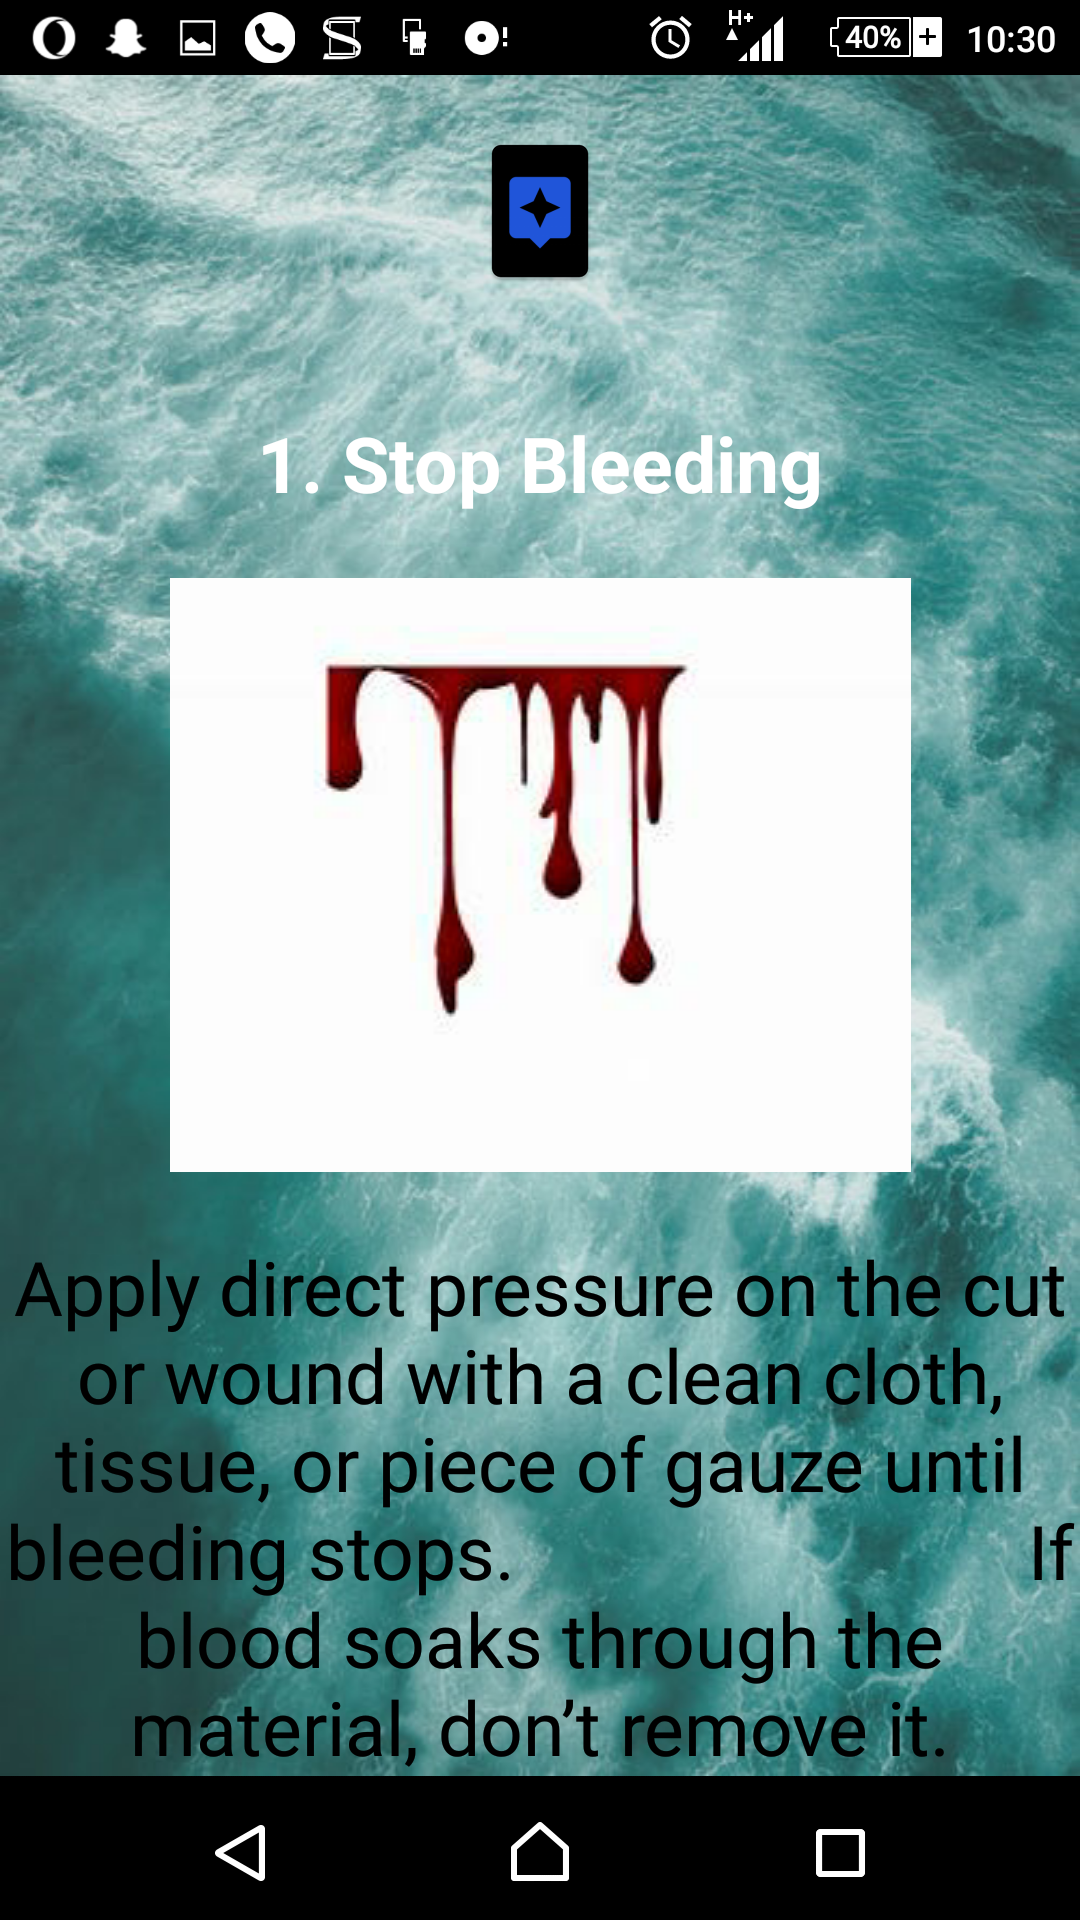 H+
40%
10:30
1. Stop Bleeding
Apply direct pressure on the cut
or wound with a clean cloth,
tissue, or piece of gauze until
bleeding stops. If
blood soaks through the
material, don’t remove it.